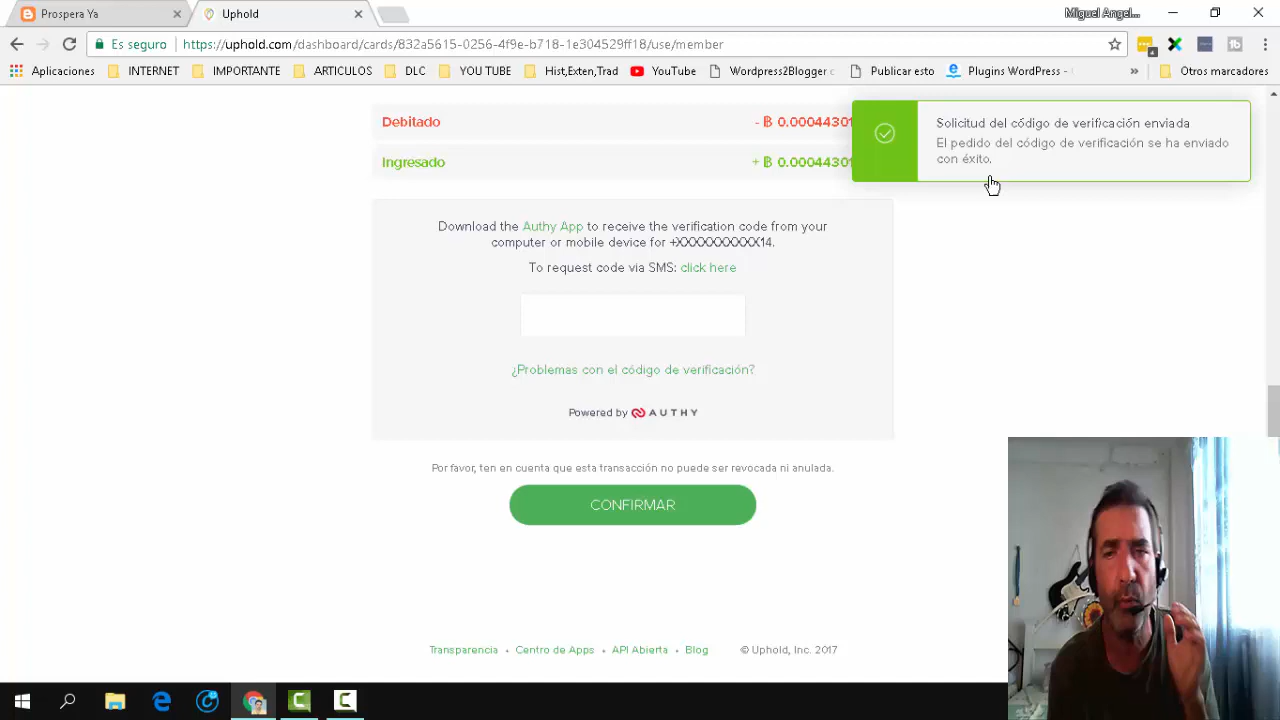 Prospera Ya
Uphold
Miguel Angel...
Es seguro
https://uphold.com/dashboard/cards/832a5615-0256-4f9e-b718-1e304529ff18/use/member
Aplicaciones
INTERNET
IMPORTANTE
ARTICULOS
DLC
YOU TUBE
Hist,Exten,Trad
YouTube
Wordpress2Blogger c
Publicar esto
Plugins WordPress -
»
Otros marcadores
Debitado
- ₿ 0.00044301
Ingresado
+ ₿ 0.00044301
Solicitud del código de verificación enviada
El pedido del código de verificación se ha enviado
con éxito.
Download the Authy App to receive the verification code from your
computer or mobile device for +XXXXXXXXXXX14.
To request code via SMS: click here
¿Problemas con el código de verificación?
Powered by AUTHY
Por favor, ten en cuenta que esta transacción no puede ser revocada ni anulada.
CONFIRMAR
Transparencia • Centro de Apps • API Abierta • Blog © Uphold, Inc. 2017